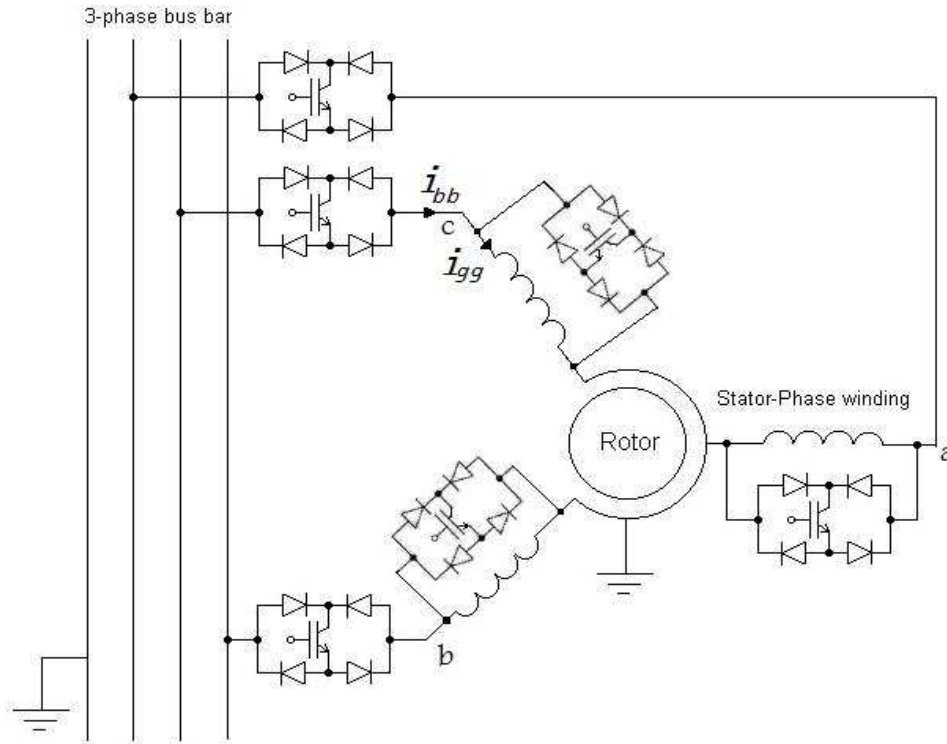 3-phase bus bar
i_bb
c
i_gg
Stator-Phase winding
Rotor
a
b